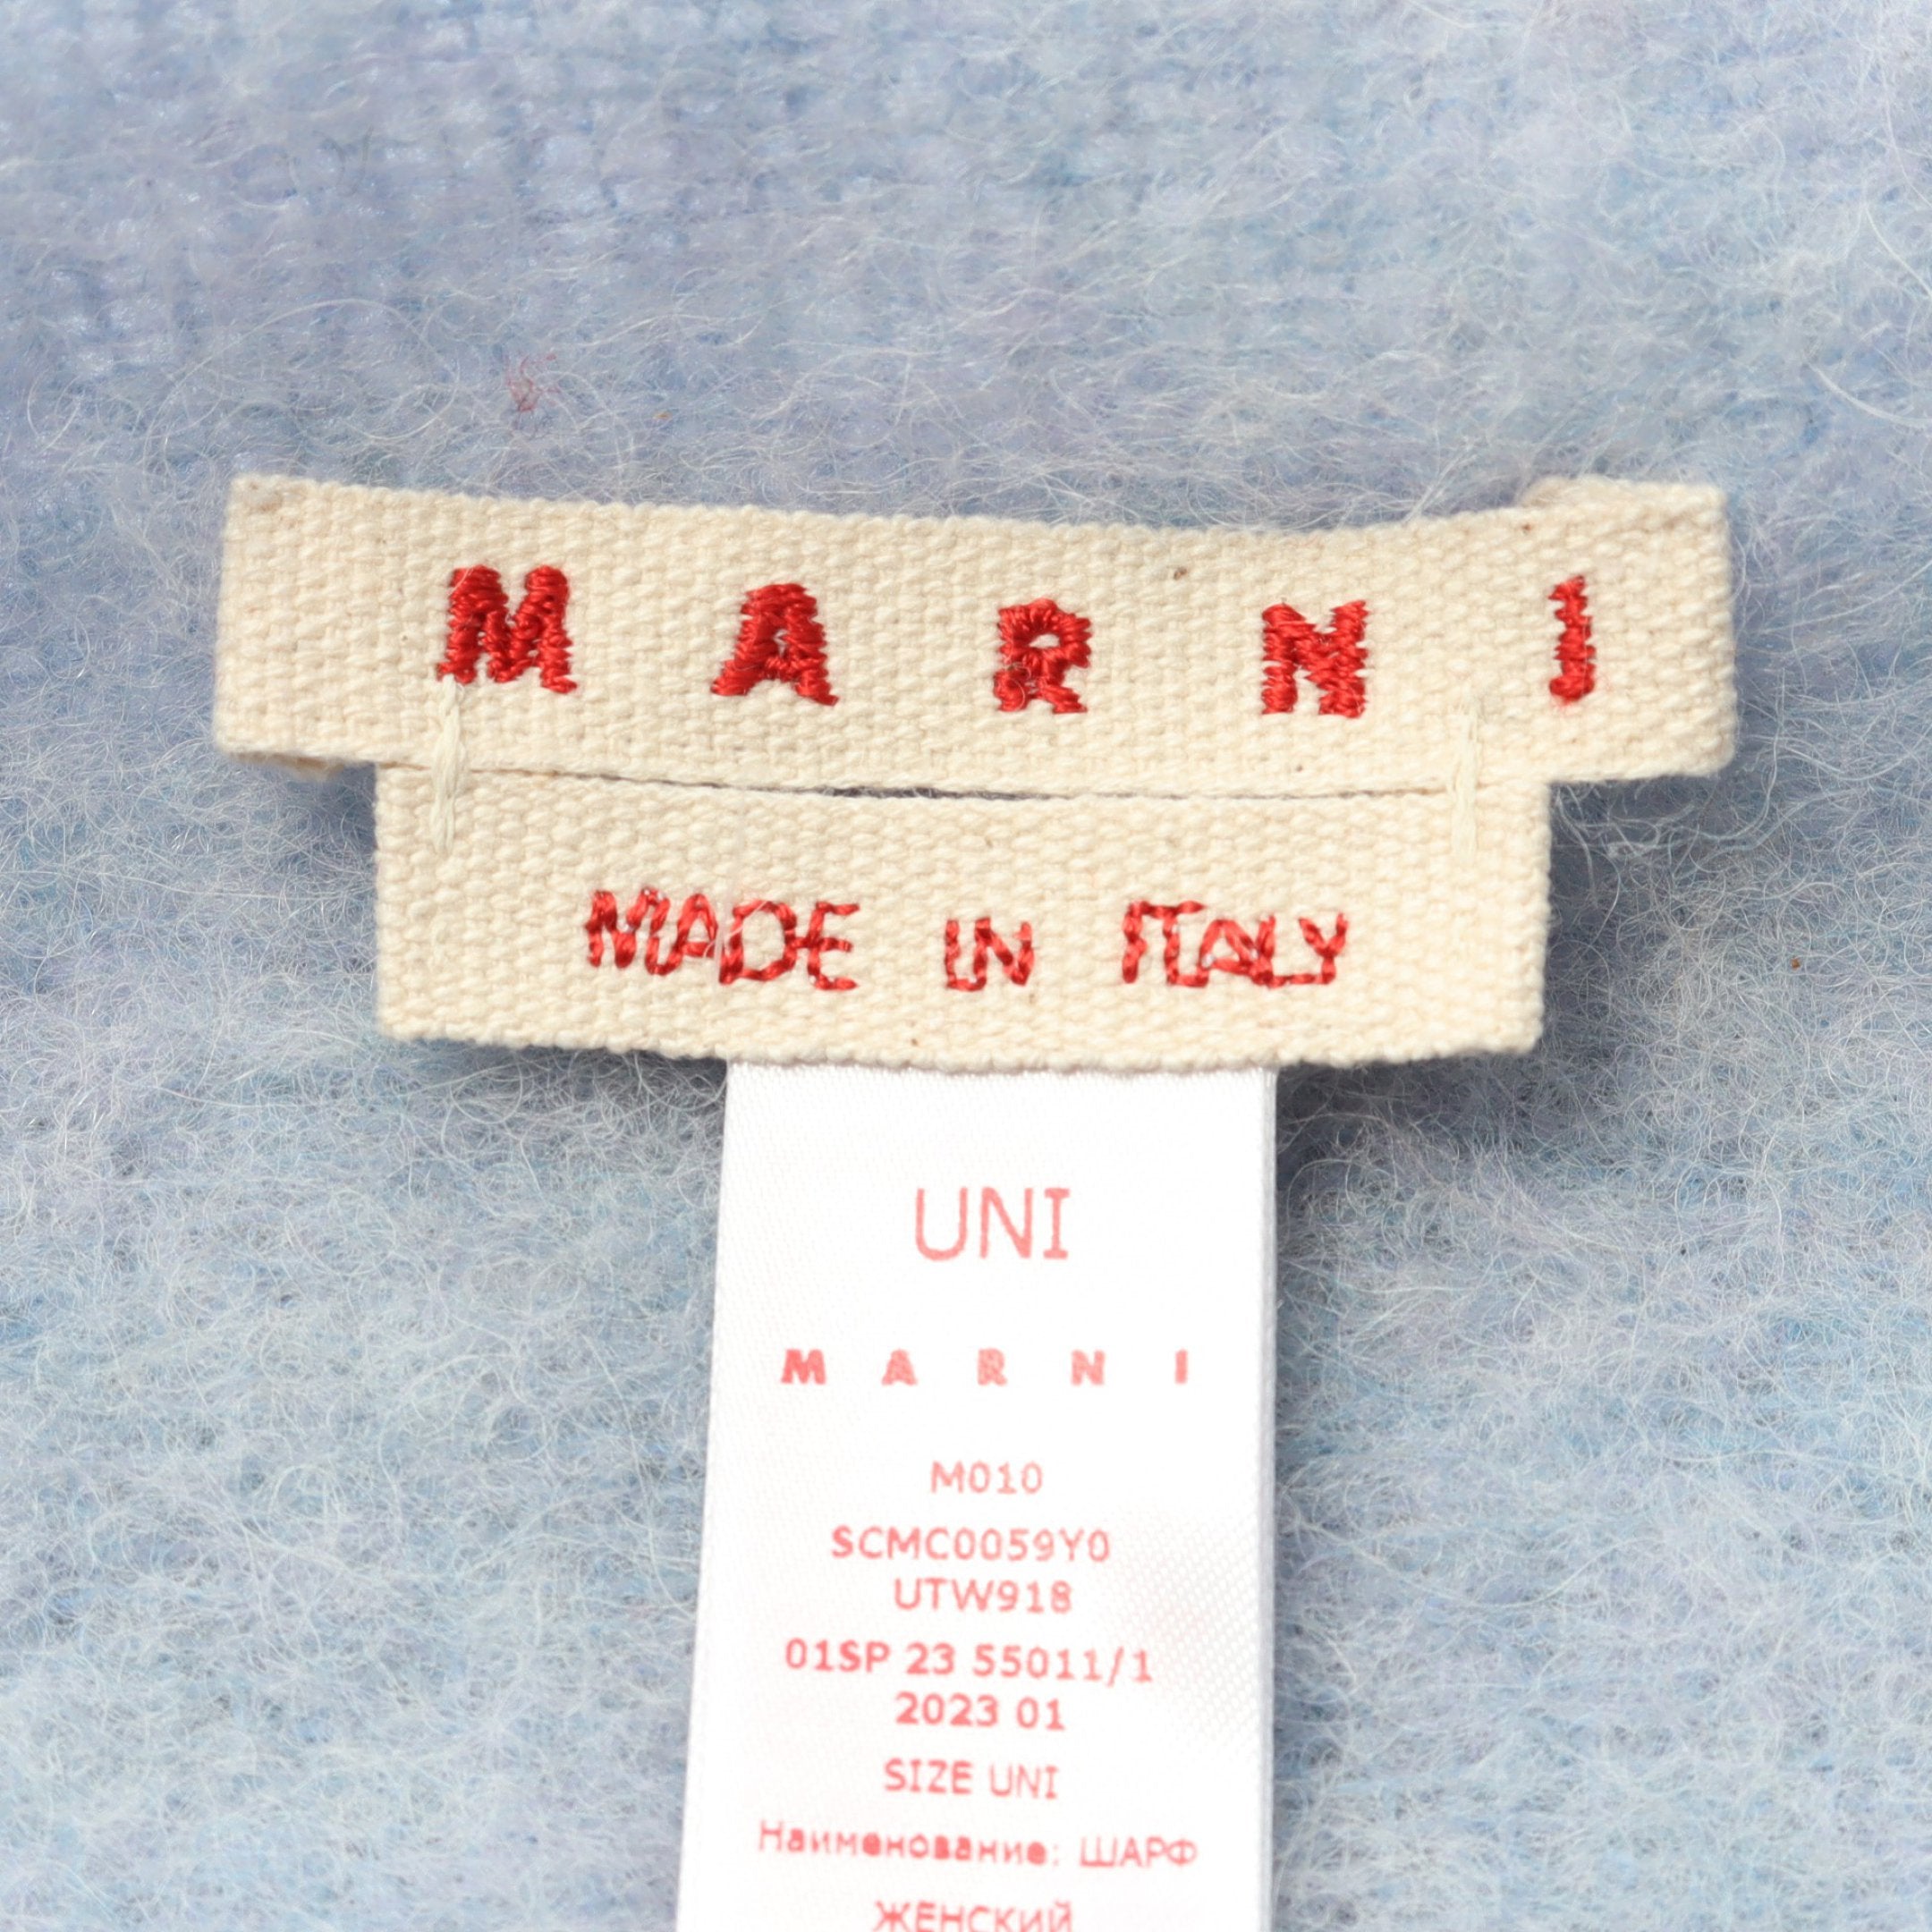 MARNI
MADE IN ITALY
UNI
MARNI
M010
SCMC0059Y0
UTW918
01SP 23 55011/1
2023 01
SIZE UNI
Наименование: ШАРФ
ЖЕНСКИЙ